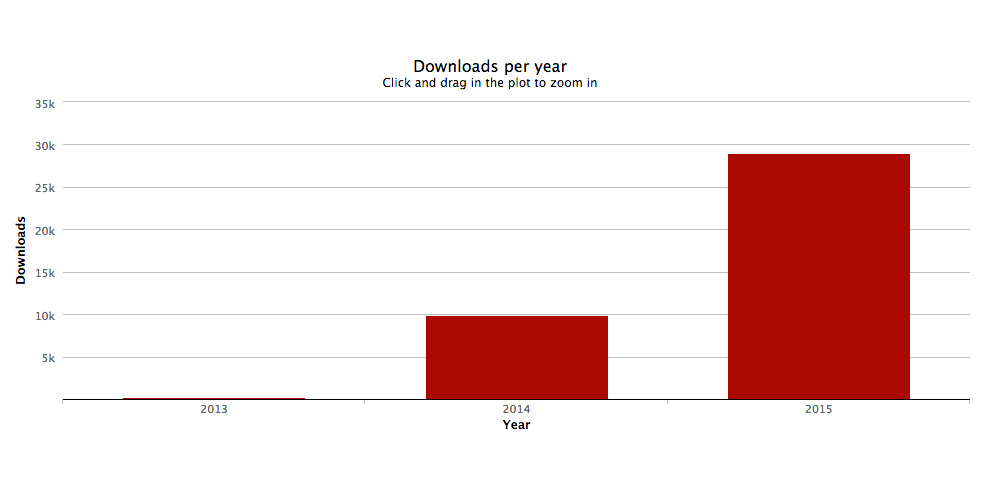 Downloads per year
Click and drag in the plot to zoom in
35k
30k
25k
20k
15k
10k
5k
Downloads
2013 2014 2015
Year